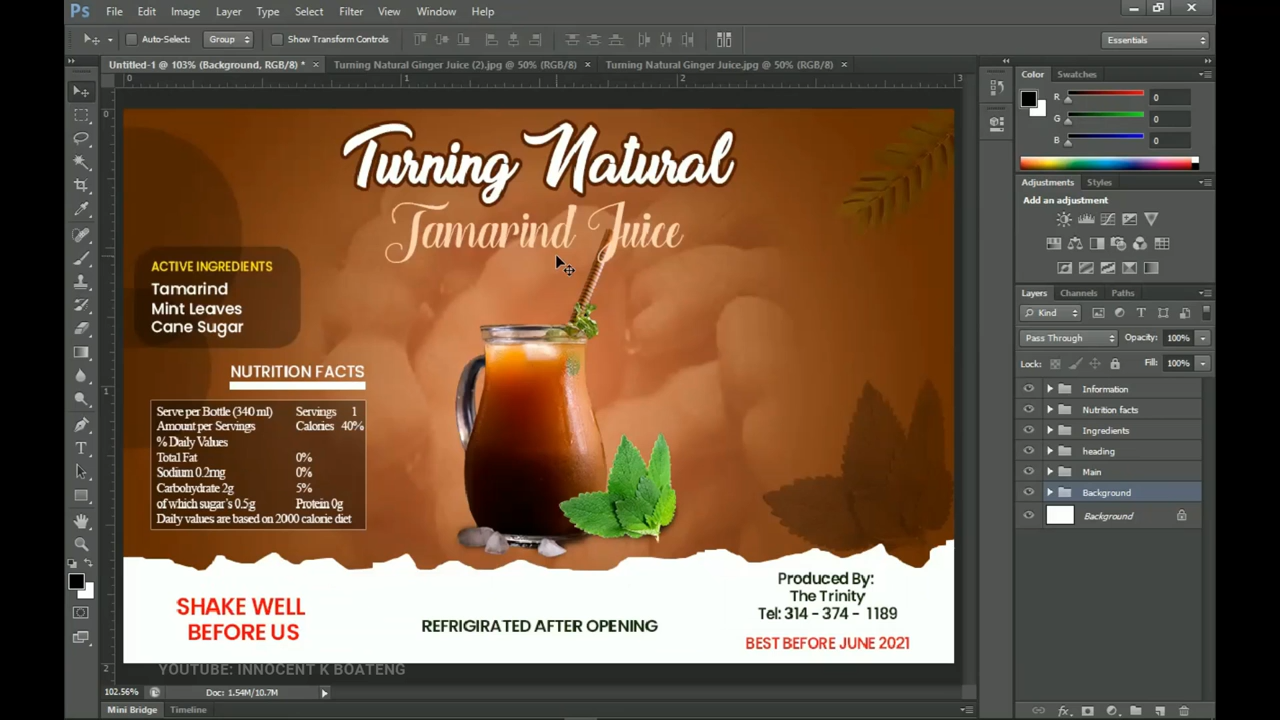 Ps File Edit Image Layer Type Select Filter View Window Help
Auto-Select: Group Show Transform Controls Essentials
Untitled-1 @ 103% (Background, RGB/8) * × Turning Natural Ginger Juice (2).jpg @ 50% (RGB/8) × Turning Natural Ginger Juice.jpg @ 50% (RGB/8) ×
0 1 2 3
Turning Natural
Tamarind Juice
ACTIVE INGREDIENTS
Tamarind
Mint Leaves
Cane Sugar
NUTRITION FACTS
Serve per Bottle (340 ml) Servings 1
Amount per Servings Calories 40%
% Daily Values
Total Fat 0%
Sodium 0.2mg 0%
Carbohydrate 2g 5%
of which sugar's 0.5g Protein 0g
Daily values are based on 2000 calorie diet
SHAKE WELL
BEFORE US
REFRIGIRATED AFTER OPENING
Produced By:
The Trinity
Tel: 314 - 374 - 1189
BEST BEFORE JUNE 2021
YOUTUBE: INNOCENT K BOATENG
102.56% Doc: 1.54M/10.7M
Mini Bridge Timeline
Color Swatches
R 0
G 0
B 0
Adjustments Styles
Add an adjustment
Layers Channels Paths
Kind
Pass Through Opacity: 100%
Lock: Fill: 100%
Information
Nutrition facts
Ingredients
heading
Main
Background
Background